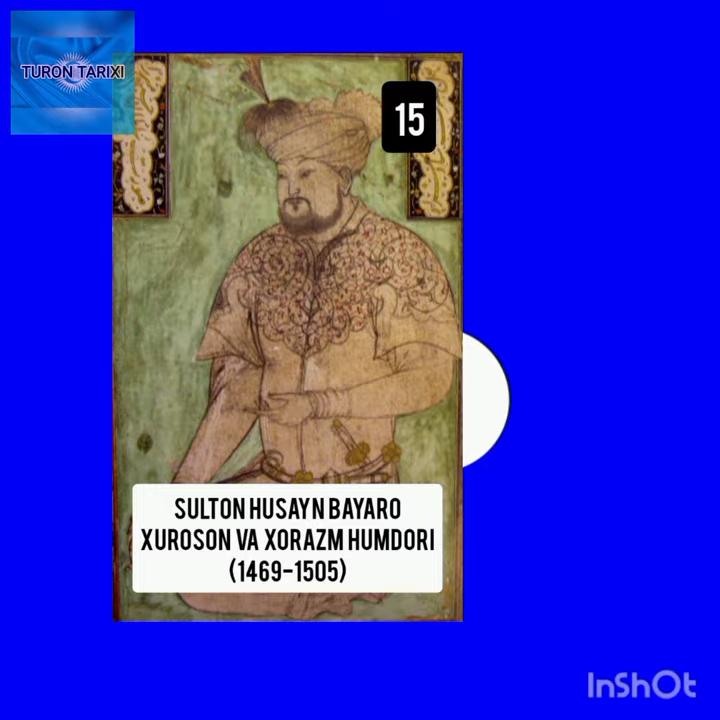 TURON TARIXI
15
SULTON HUSAYN BAYARO
XUROSON VA XORAZM HUMDORI
(1469-1505)
InShOt